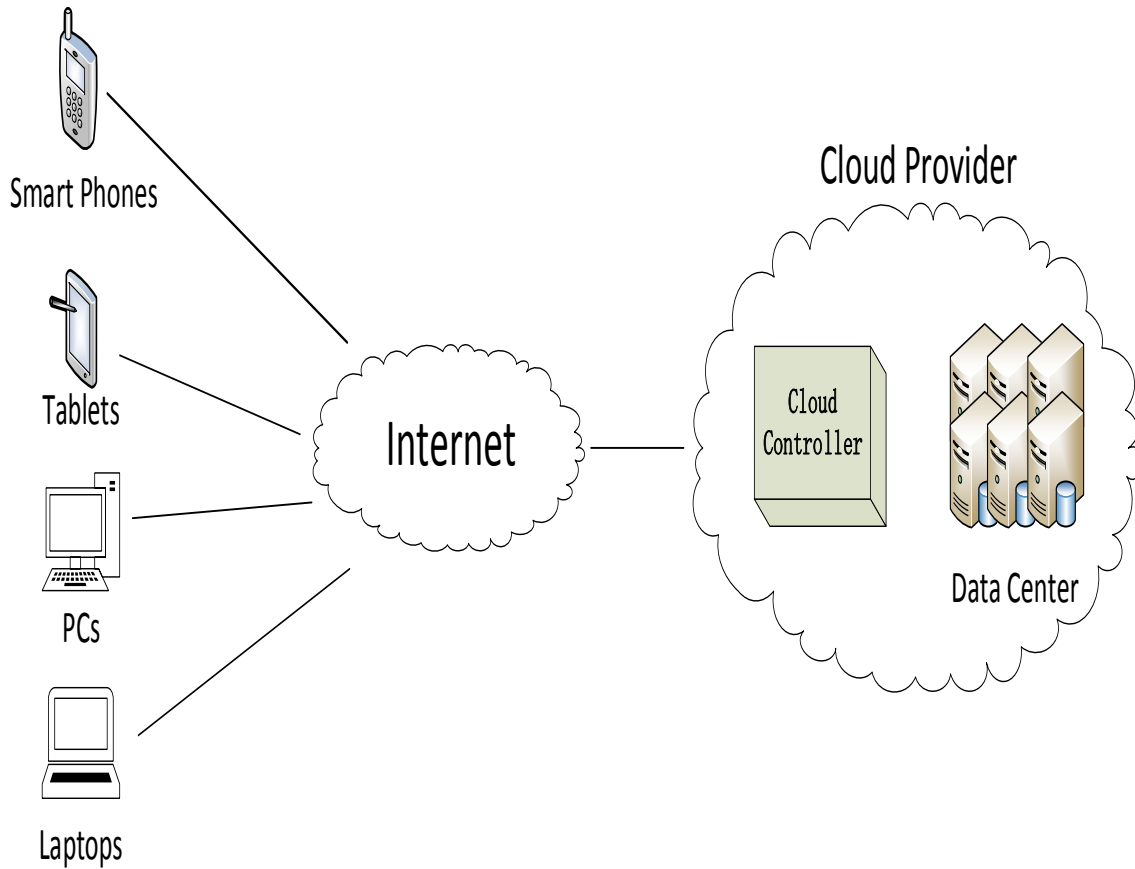 Smart Phones
Tablets
PCs
Laptops
Internet
Cloud Provider
Cloud
Controller
Data Center